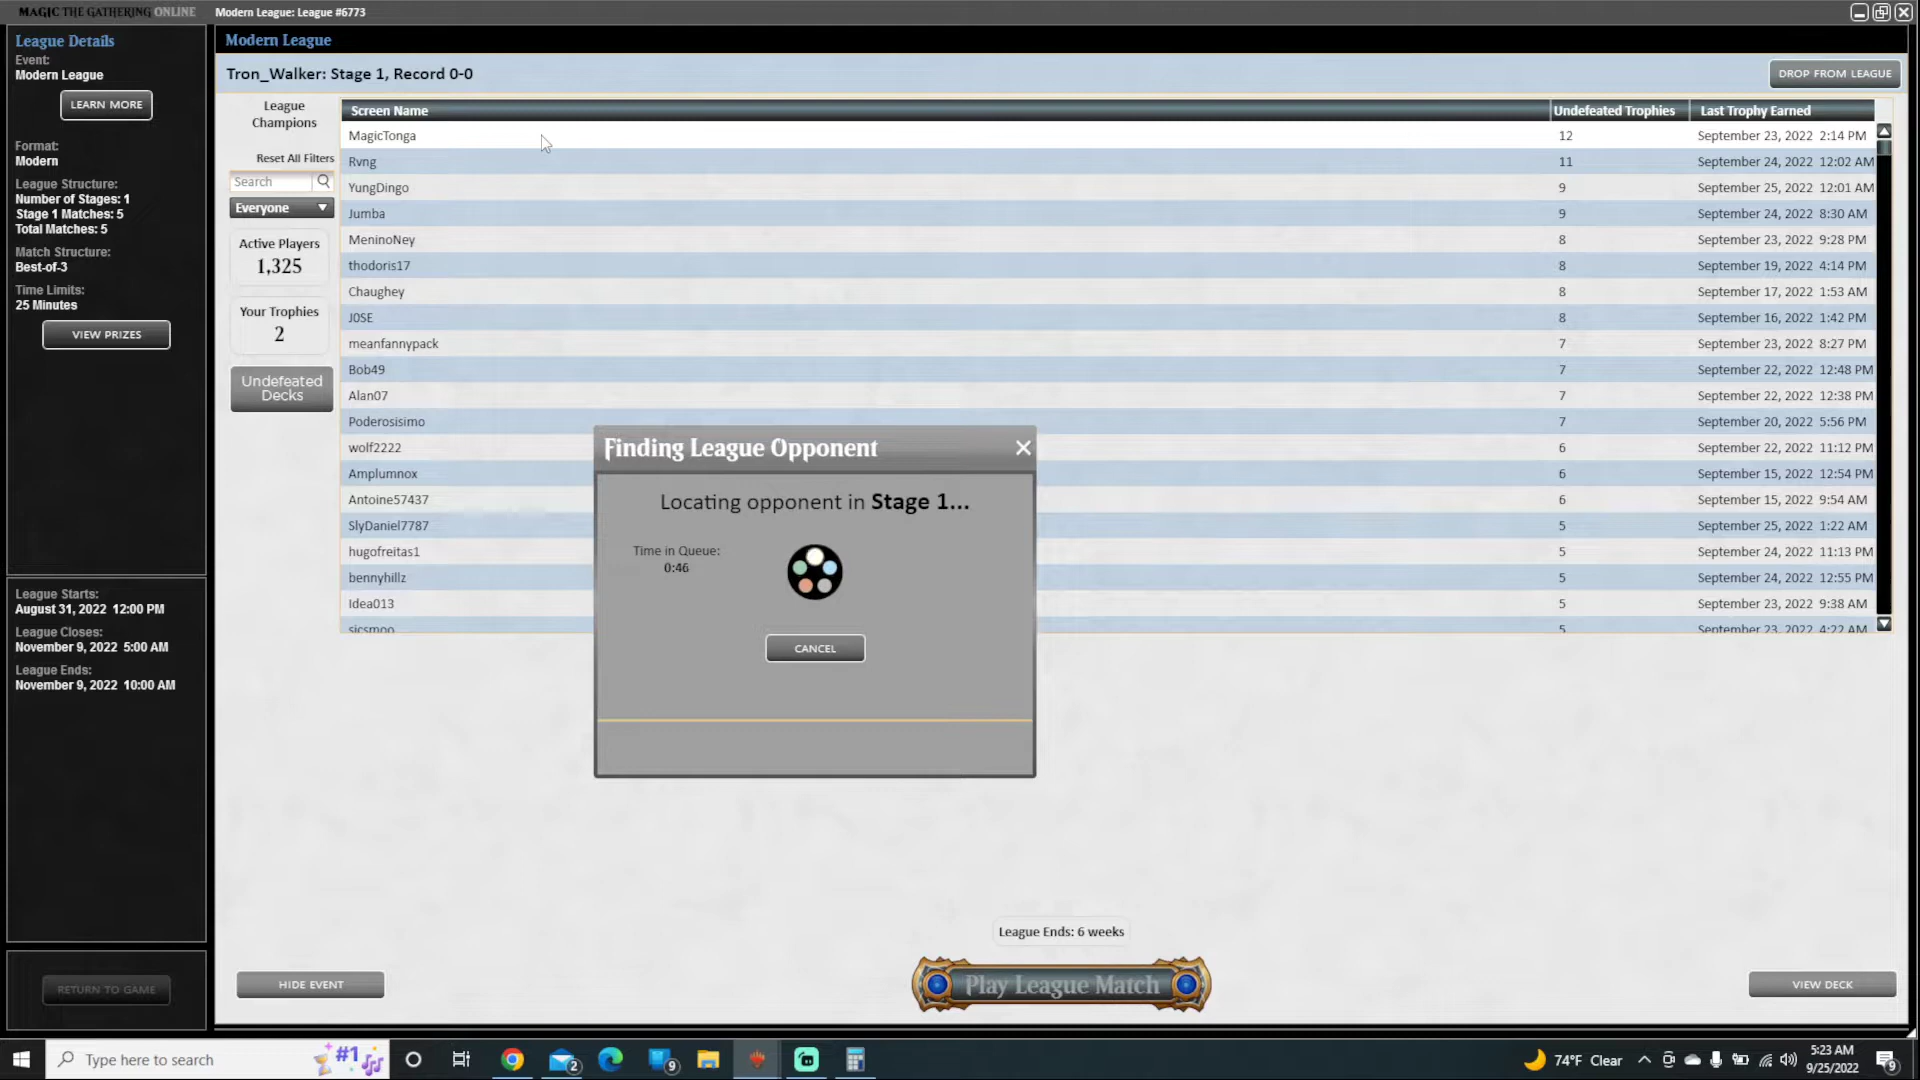 MAGIC THE GATHERING ONLINE
Modern League: League #6773
League Details
Event:
Modern League
LEARN MORE
Format:
Modern
League Structure:
Number of Stages: 1
Stage 1 Matches: 5
Total Matches: 5
Match Structure:
Best-of-3
Time Limits:
25 Minutes
VIEW PRIZES
League Starts:
August 31, 2022 12:00 PM
League Closes:
November 9, 2022 5:00 AM
League Ends:
November 9, 2022 10:00 AM
RETURN TO GAME
Modern League
Tron_Walker: Stage 1, Record 0-0
DROP FROM LEAGUE
League
Champions
Reset All Filters
Search
Everyone
Active Players
1,325
Your Trophies
2
Undefeated
Decks
Screen Name Undefeated Trophies Last Trophy Earned
MagicTonga 12 September 23, 2022 2:14 PM
Rvng 11 September 24, 2022 12:02 AM
YungDingo 9 September 25, 2022 12:01 AM
Jumba 9 September 24, 2022 8:30 AM
MeninoNey 8 September 23, 2022 9:28 PM
thodoris17 8 September 19, 2022 4:14 PM
Chaughey 8 September 17, 2022 1:53 AM
J0SE 8 September 16, 2022 1:42 PM
meanfannypack 7 September 23, 2022 8:27 PM
Bob49 7 September 22, 2022 12:48 PM
Alan07 7 September 22, 2022 12:38 PM
Poderosisimo 7 September 20, 2022 5:56 PM
wolf2222 6 September 22, 2022 11:12 PM
Amplumnox 6 September 15, 2022 12:54 PM
Antoine57437 6 September 15, 2022 9:54 AM
SlyDaniel7787 5 September 25, 2022 1:22 AM
hugofreitas1 5 September 24, 2022 11:13 PM
bennyhillz 5 September 24, 2022 12:55 PM
Idea013 5 September 23, 2022 9:38 AM
sicsmoo 5 September 23, 2022 4:22 AM
Finding League Opponent
Locating opponent in Stage 1...
Time in Queue:
0:46
CANCEL
League Ends: 6 weeks
HIDE EVENT
Play League Match
VIEW DECK
Type here to search
#1
2
9
74°F Clear
5:23 AM
9/25/2022
9